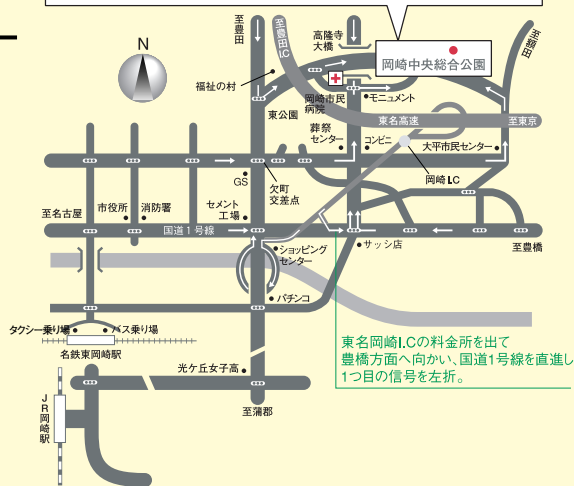 N
至豊田
至豊田I.C
高隆寺
大橋
至豊田
岡崎中央総合公園
福祉の村
岡崎市民
病院
モニュメント
東公園
東名高速
至東京
葬祭
センター
コンビニ
大平市民センター
GS
欠町
交差点
岡崎I.C
至名古屋
市役所
消防署
セメント
工場
国道1号線
サッシ店
至豊橋
ショッピング
センター
パチンコ
タクシー乗り場
バス乗り場
名鉄東岡崎駅
東名岡崎I.Cの料金所を出て
豊橋方面へ向かい、国道1号線を直進し
1つ目の信号を左折。
光ケ丘女子高
JR岡崎駅
至蒲郡